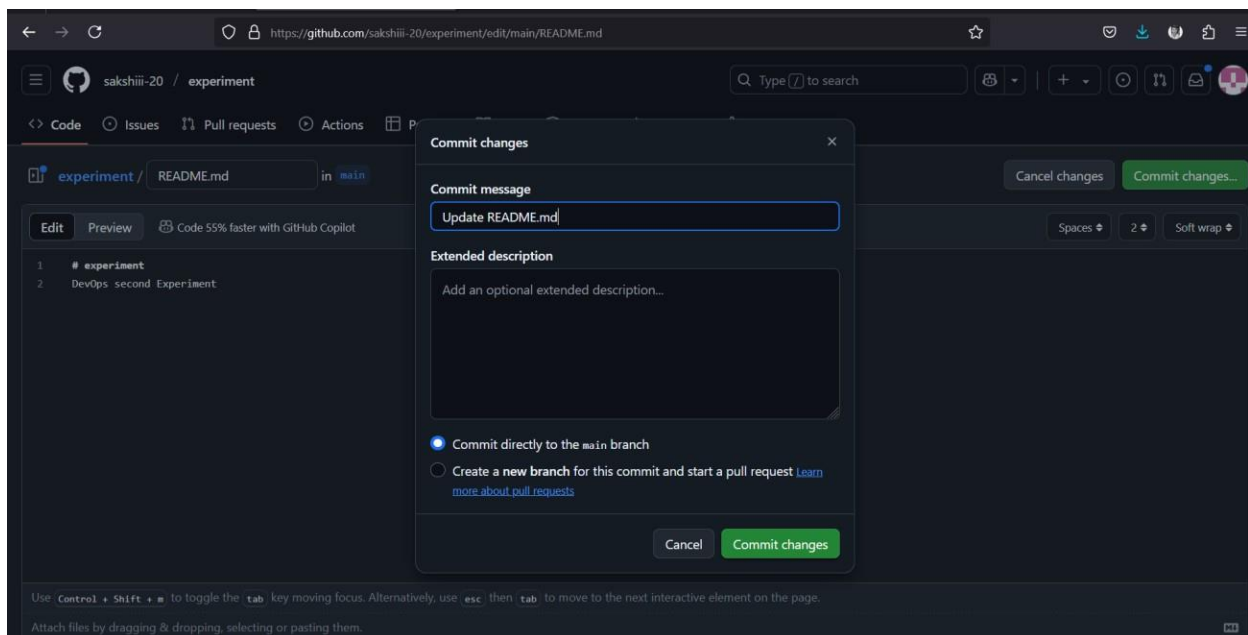 https://github.com/sakshiii-20/experiment/edit/main/README.md
sakshiii-20 / experiment
Type / to search
<> Code Issues Pull requests Actions P
experiment / README.md in main
Cancel changes Commit changes...
Edit Preview Code 55% faster with GitHub Copilot
Spaces 2 Soft wrap
1 # experiment
2 DevOps second Experiment
Commit changes
Commit message
Update README.md
Extended description
Add an optional extended description...
Commit directly to the main branch
Create a new branch for this commit and start a pull request Learn
more about pull requests
Cancel Commit changes
Use Control + Shift + m to toggle the tab key moving focus. Alternatively, use esc then tab to move to the next interactive element on the page.
Attach files by dragging & dropping, selecting or pasting them.